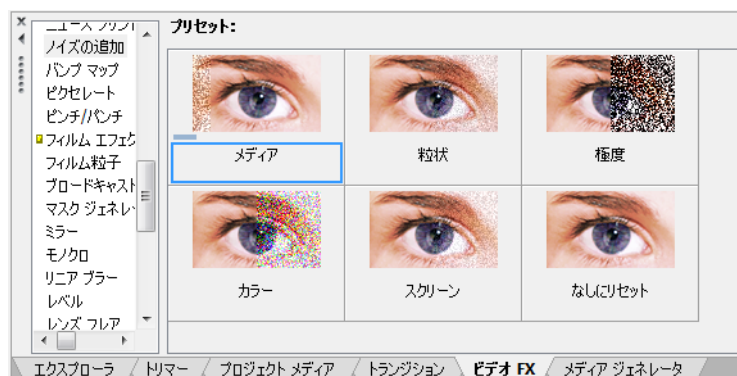 プリセット:
ノイズの追加
バンプ マップ
ピクセレート
ピンチ/パンチ
フィルム エフェク
フィルム粒子
ブロードキャスト
マスク ジェネレ
ミラー
モノクロ
リニア ブラー
レベル
レンズ フレア
メディア
粒状
極度
カラー
スクリーン
なしにリセット
エクスプローラ
トリマー
プロジェクト メディア
トランジション
ビデオ FX
メディア ジェネレータ